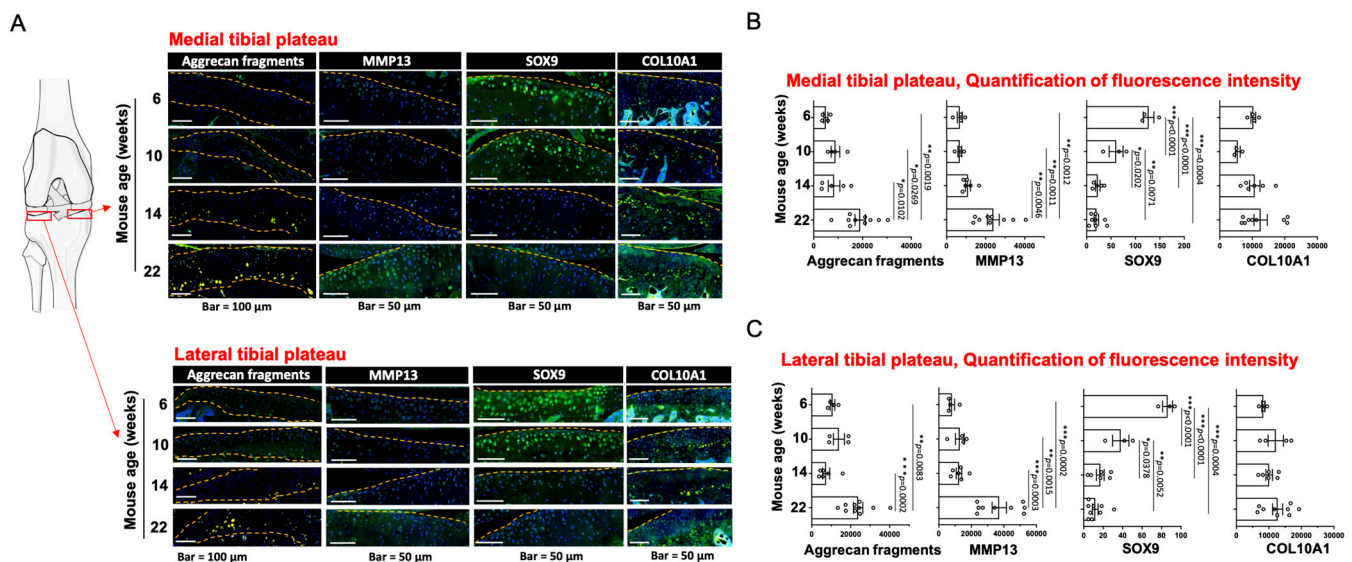 A
Medial tibial plateau
Aggrecan fragments MMP13 SOX9 COL10A1
Mouse age (weeks)
6
10
14
22
Bar = 100 µm Bar = 50 µm Bar = 50 µm Bar = 50 µm
Lateral tibial plateau
Aggrecan fragments MMP13 SOX9 COL10A1
Mouse age (weeks)
6
10
14
22
Bar = 100 µm Bar = 50 µm Bar = 50 µm Bar = 50 µm
B
Medial tibial plateau, Quantification of fluorescence intensity
Mouse age (weeks)
6
10
14
22
* p=0.0102
* p=0.0269
** p=0.0019
** p=0.0046
** p=0.0011
** p=0.0012
* p=0.0202
** p=0.0071
**** p<0.0001
**** p<0.0001
*** p=0.0004
0 20000 40000 0 20000 40000 60000 0 50 100 150 200 0 10000 20000 30000
Aggrecan fragments MMP13 SOX9 COL10A1
C
Lateral tibial plateau, Quantification of fluorescence intensity
Mouse age (weeks)
6
10
14
22
*** p=0.0002
** p=0.0083
*** p=0.0003
** p=0.0015
*** p=0.0002
* p=0.0378
** p=0.0052
**** p<0.0001
**** p<0.0001
*** p=0.0004
0 20000 40000 0 20000 40000 60000 0 20 40 60 80 100 0 10000 20000 30000
Aggrecan fragments MMP13 SOX9 COL10A1